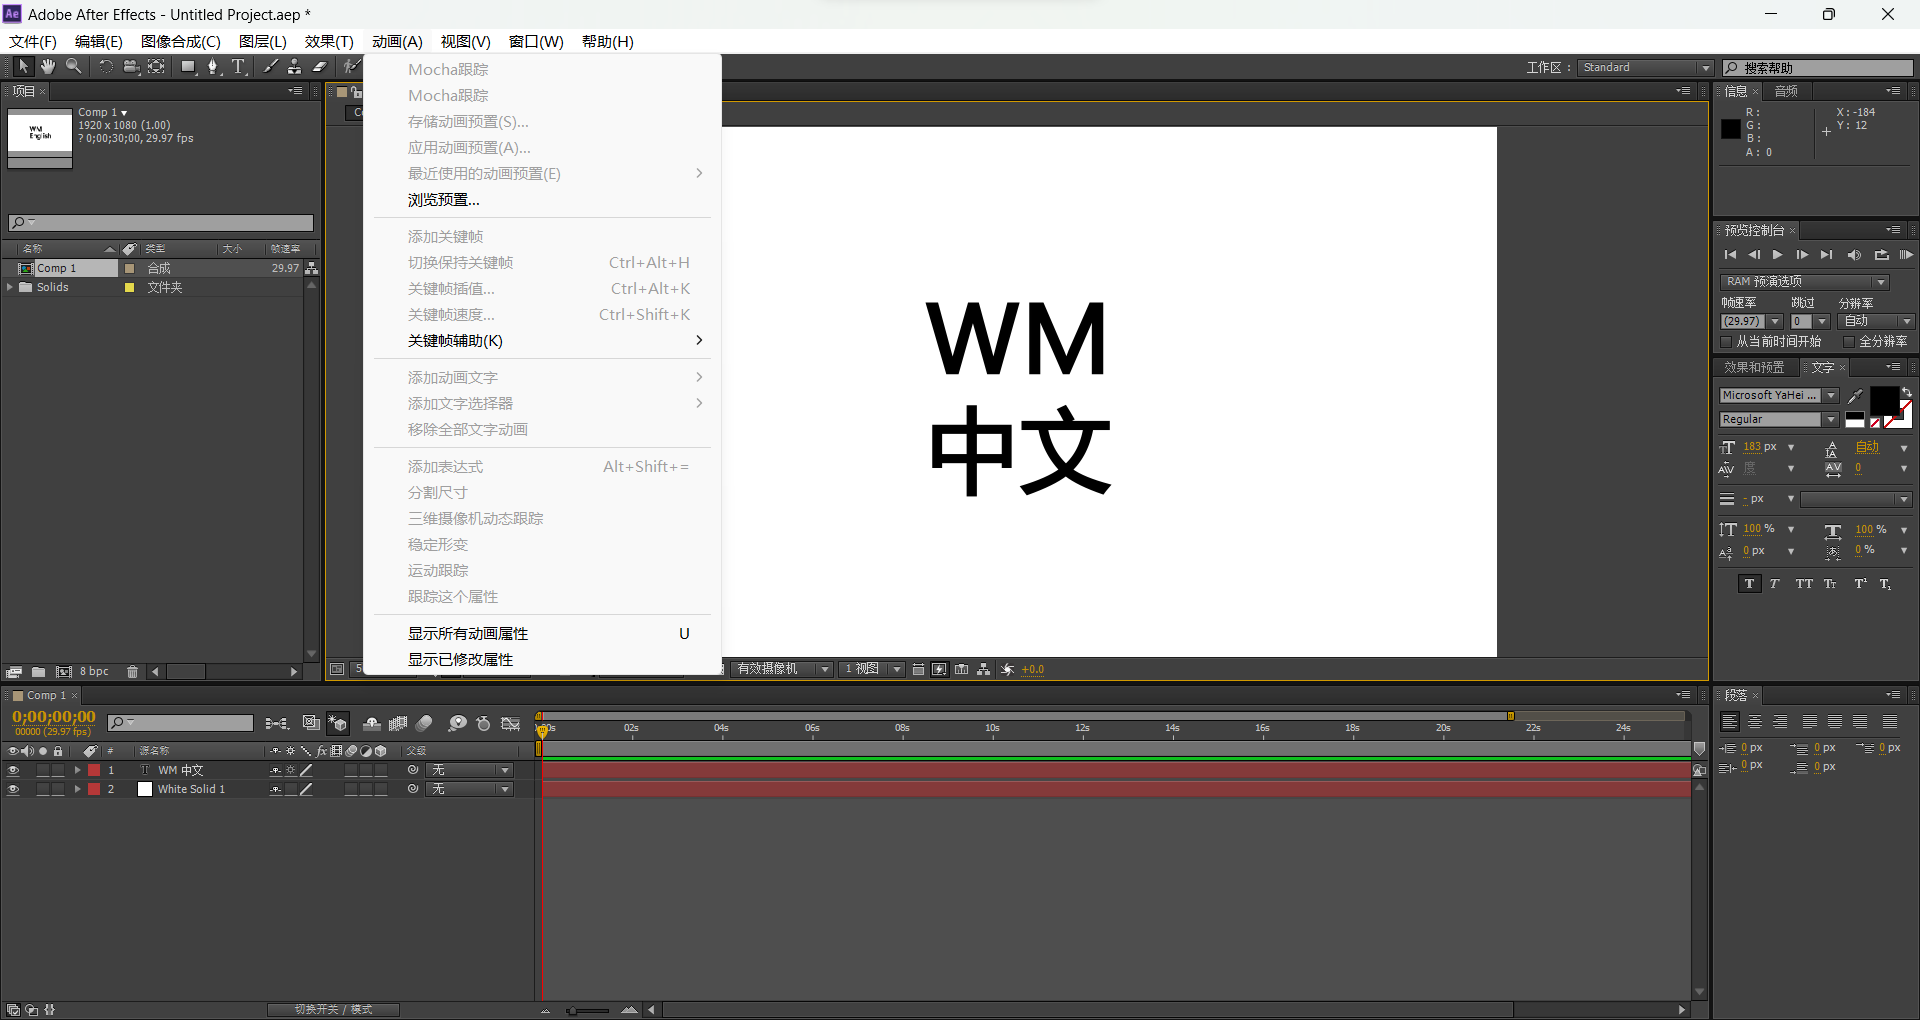 Ae Adobe After Effects - Untitled Project.aep *
文件(F) 编辑(E) 图像合成(C) 图层(L) 效果(T) 动画(A) 视图(V) 窗口(W) 帮助(H)
工作区： Standard 搜索帮助
Mocha跟踪
Mocha跟踪
存储动画预置(S)...
应用动画预置(A)...
最近使用的动画预置(E)
浏览预置...
添加关键帧
切换保持关键帧 Ctrl+Alt+H
关键帧插值... Ctrl+Alt+K
关键帧速度... Ctrl+Shift+K
关键帧辅助(K)
添加动画文字
添加文字选择器
移除全部文字动画
添加表达式 Alt+Shift+=
分割尺寸
三维摄像机动态跟踪
稳定形变
运动跟踪
跟踪这个属性
显示所有动画属性 U
显示已修改属性
项目
Comp 1
1920 x 1080 (1.00)
? 0;00;30;00, 29.97 fps
WM
English
名称 类型 大小 帧速率
Comp 1 合成 29.97
Solids 文件夹
8 bpc
WM
中文
有效摄像机 1 视图 +0.0
信息 音频
R :
G :
B :
A : 0
X : -184
Y : 12
预览控制台
RAM 预演选项
帧速率 跳过 分辨率
(29.97) 0 自动
从当前时间开始 全分辨率
效果和预置 文字
Microsoft YaHei ...
Regular
183 px 自动
度 0
- px
100 % 100 %
0 px 0 %
T T TT Tt T¹ T₁
Comp 1
0;00;00;00
00000 (29.97 fps)
00s 02s 04s 06s 08s 10s 12s 14s 16s 18s 20s 22s 24s
# 源名称 父级
1 T WM 中文 无
2 White Solid 1 无
切换开关 / 模式
段落
0 px 0 px 0 px
0 px 0 px